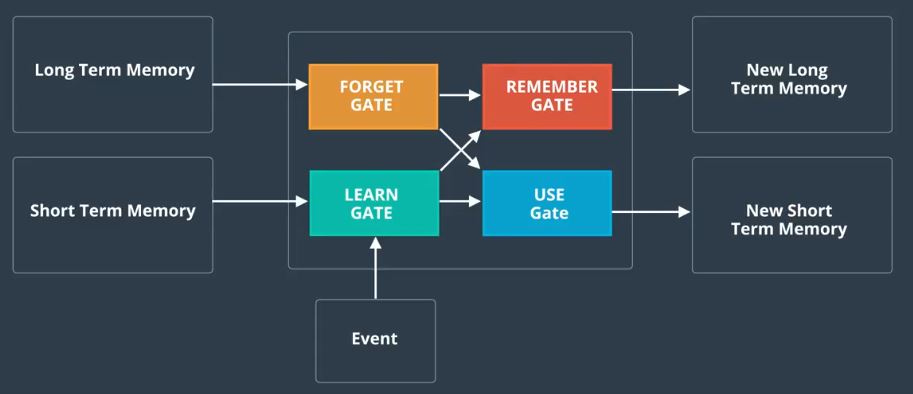 Long Term Memory
FORGET
GATE
REMEMBER
GATE
New Long
Term Memory
Short Term Memory
LEARN
GATE
USE
Gate
New Short
Term Memory
Event